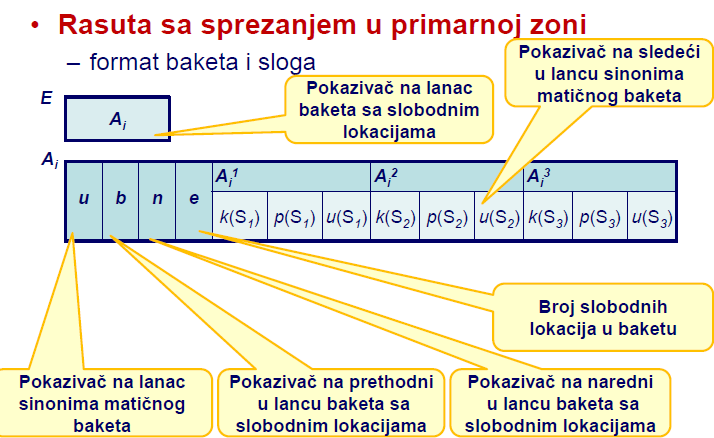 • Rasuta sa sprezanjem u primarnoj zoni
– format baketa i sloga
Pokazivač na sledeći
u lancu sinonima
matičnog baketa
Pokazivač na lanac
baketa sa slobodnim
lokacijama
E
Ai
Ai
u b n e
Ai1 Ai2 Ai3
k(S1) p(S1) u(S1) k(S2) p(S2) u(S2) k(S3) p(S3) u(S3)
Broj slobodnih
lokacija u baketu
Pokazivač na lanac
sinonima matičnog
baketa
Pokazivač na prethodni
u lancu baketa sa
slobodnim lokacijama
Pokazivač na naredni
u lancu baketa sa
slobodnim lokacijama